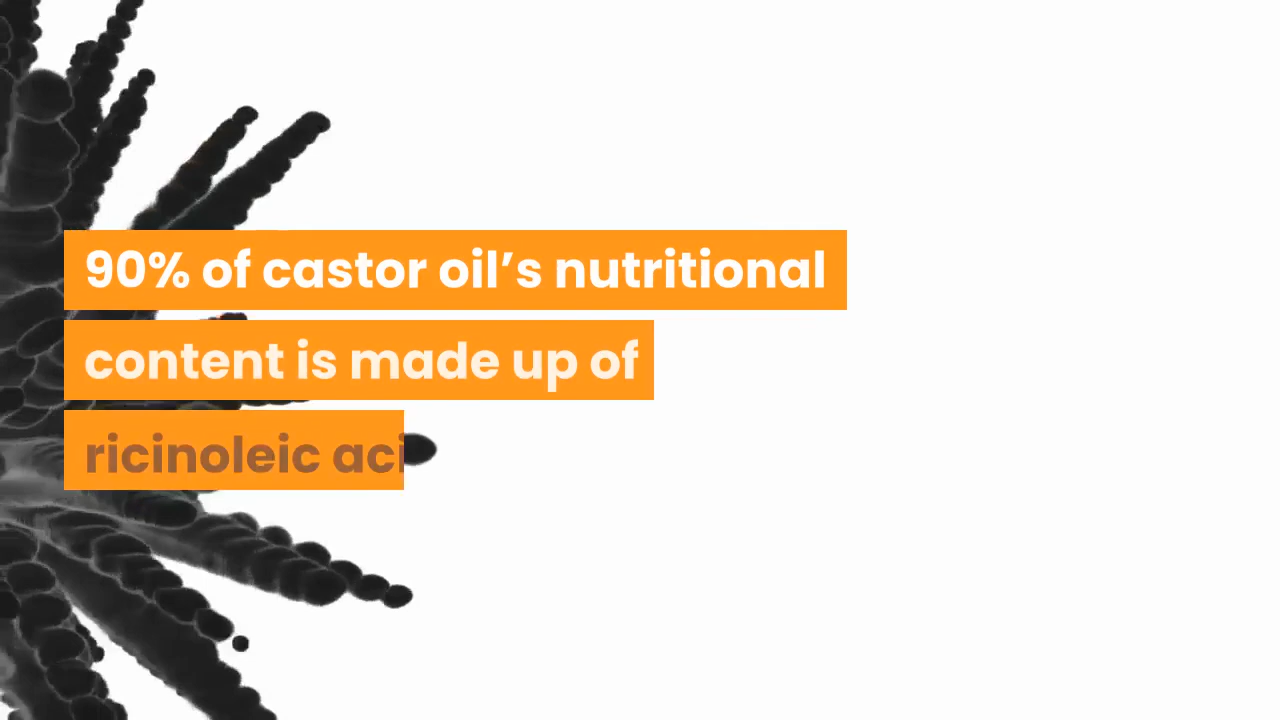 90% of castor oil’s nutritional
content is made up of
ricinoleic aci